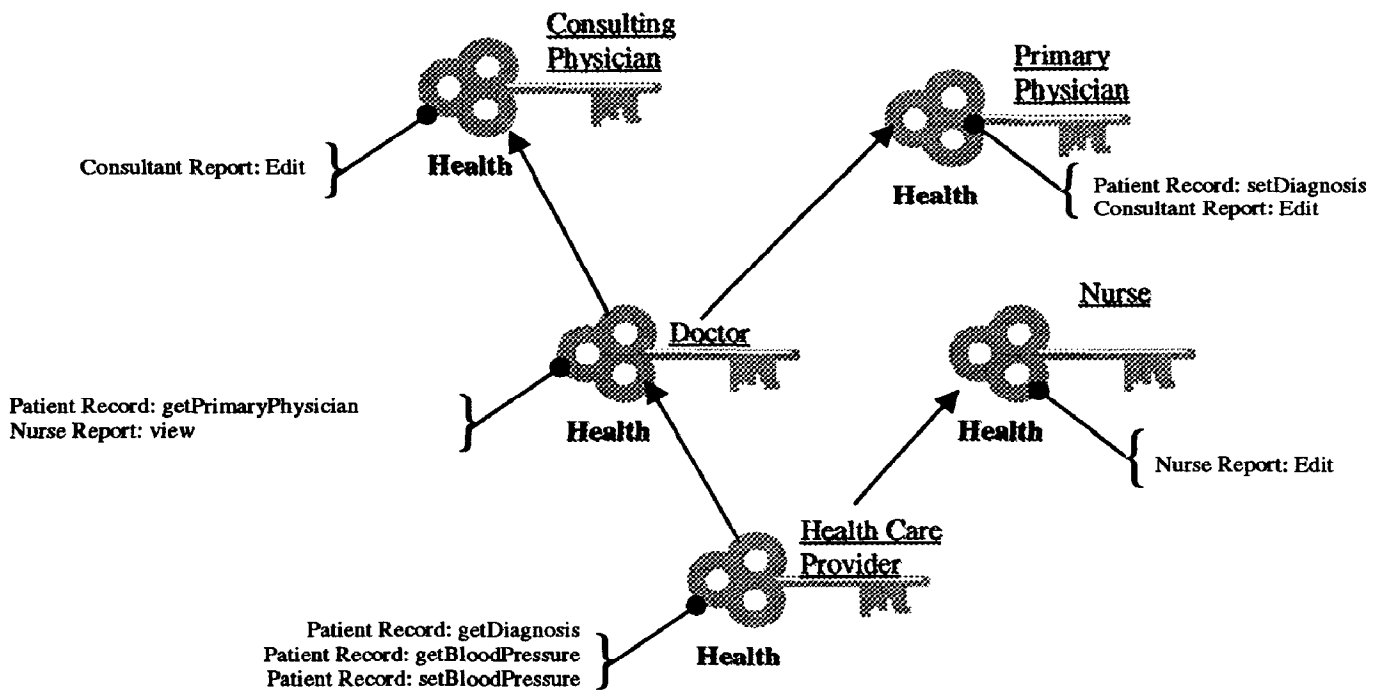 Consulting
Physician
Primary
Physician
Consultant Report: Edit
Health
Health
Patient Record: setDiagnosis
Consultant Report: Edit
Nurse
Doctor
Patient Record: getPrimaryPhysician
Nurse Report: view
Health
Health
Nurse Report: Edit
Health Care
Provider
Patient Record: getDiagnosis
Patient Record: getBloodPressure
Patient Record: setBloodPressure
Health